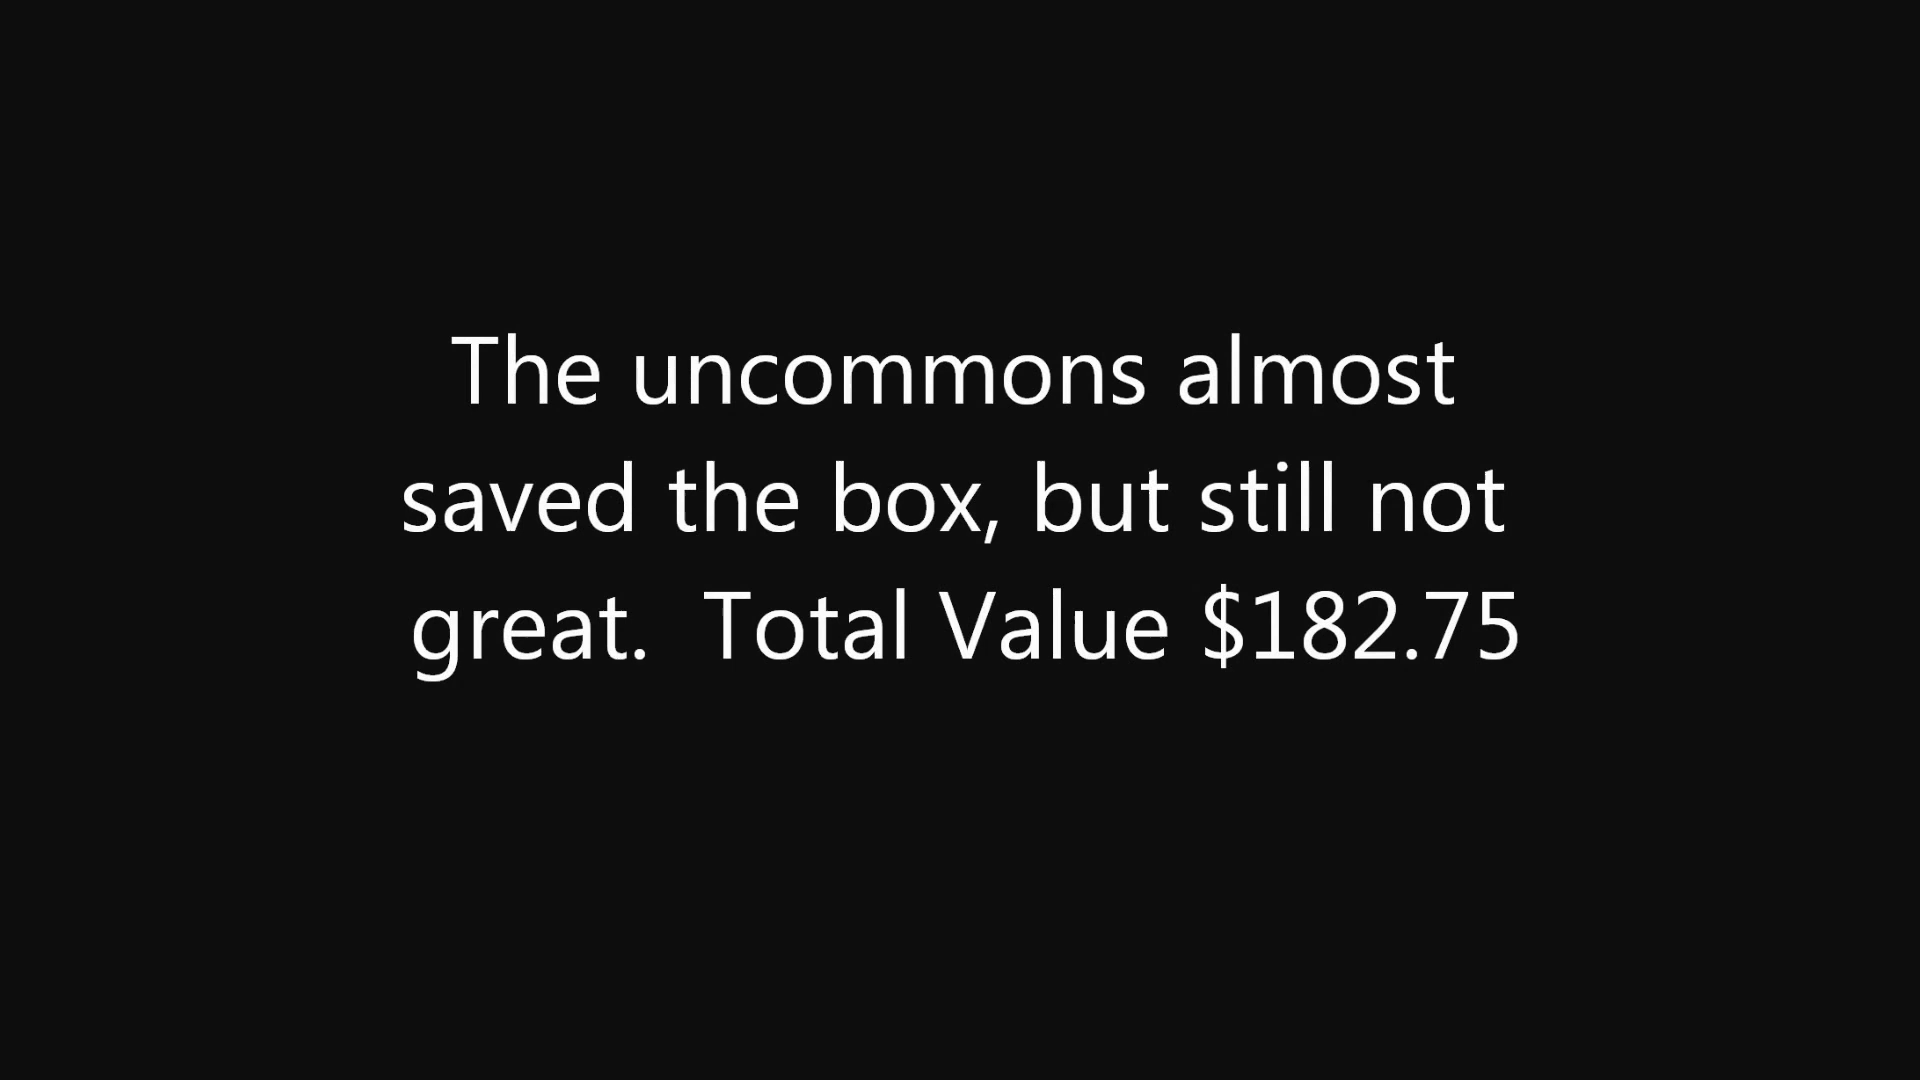 The uncommons almost
saved the box, but still not
great.  Total Value $182.75